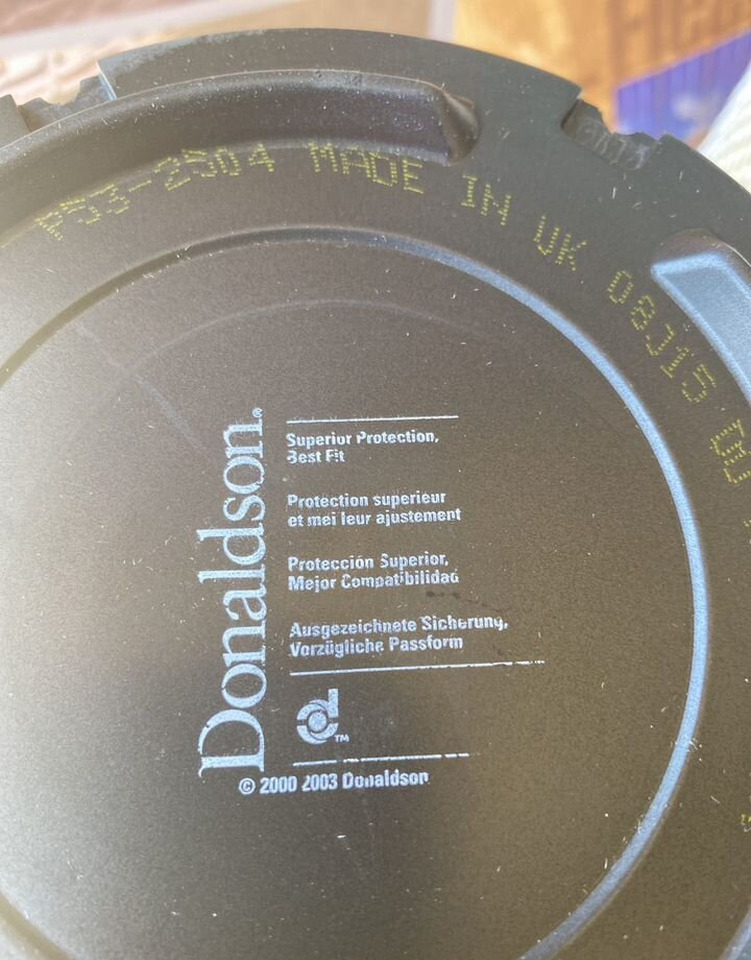 P53-2504 MADE IN UK 08J15
Donaldson®
Superior Protection,
Best Fit
Protection superieur
et mei leur ajustement
Protección Superior,
Mejor Compatibilidad
Ausgezeichnete Sicherung,
Vorzügliche Passform
TM
© 2000 2003 Donaldson